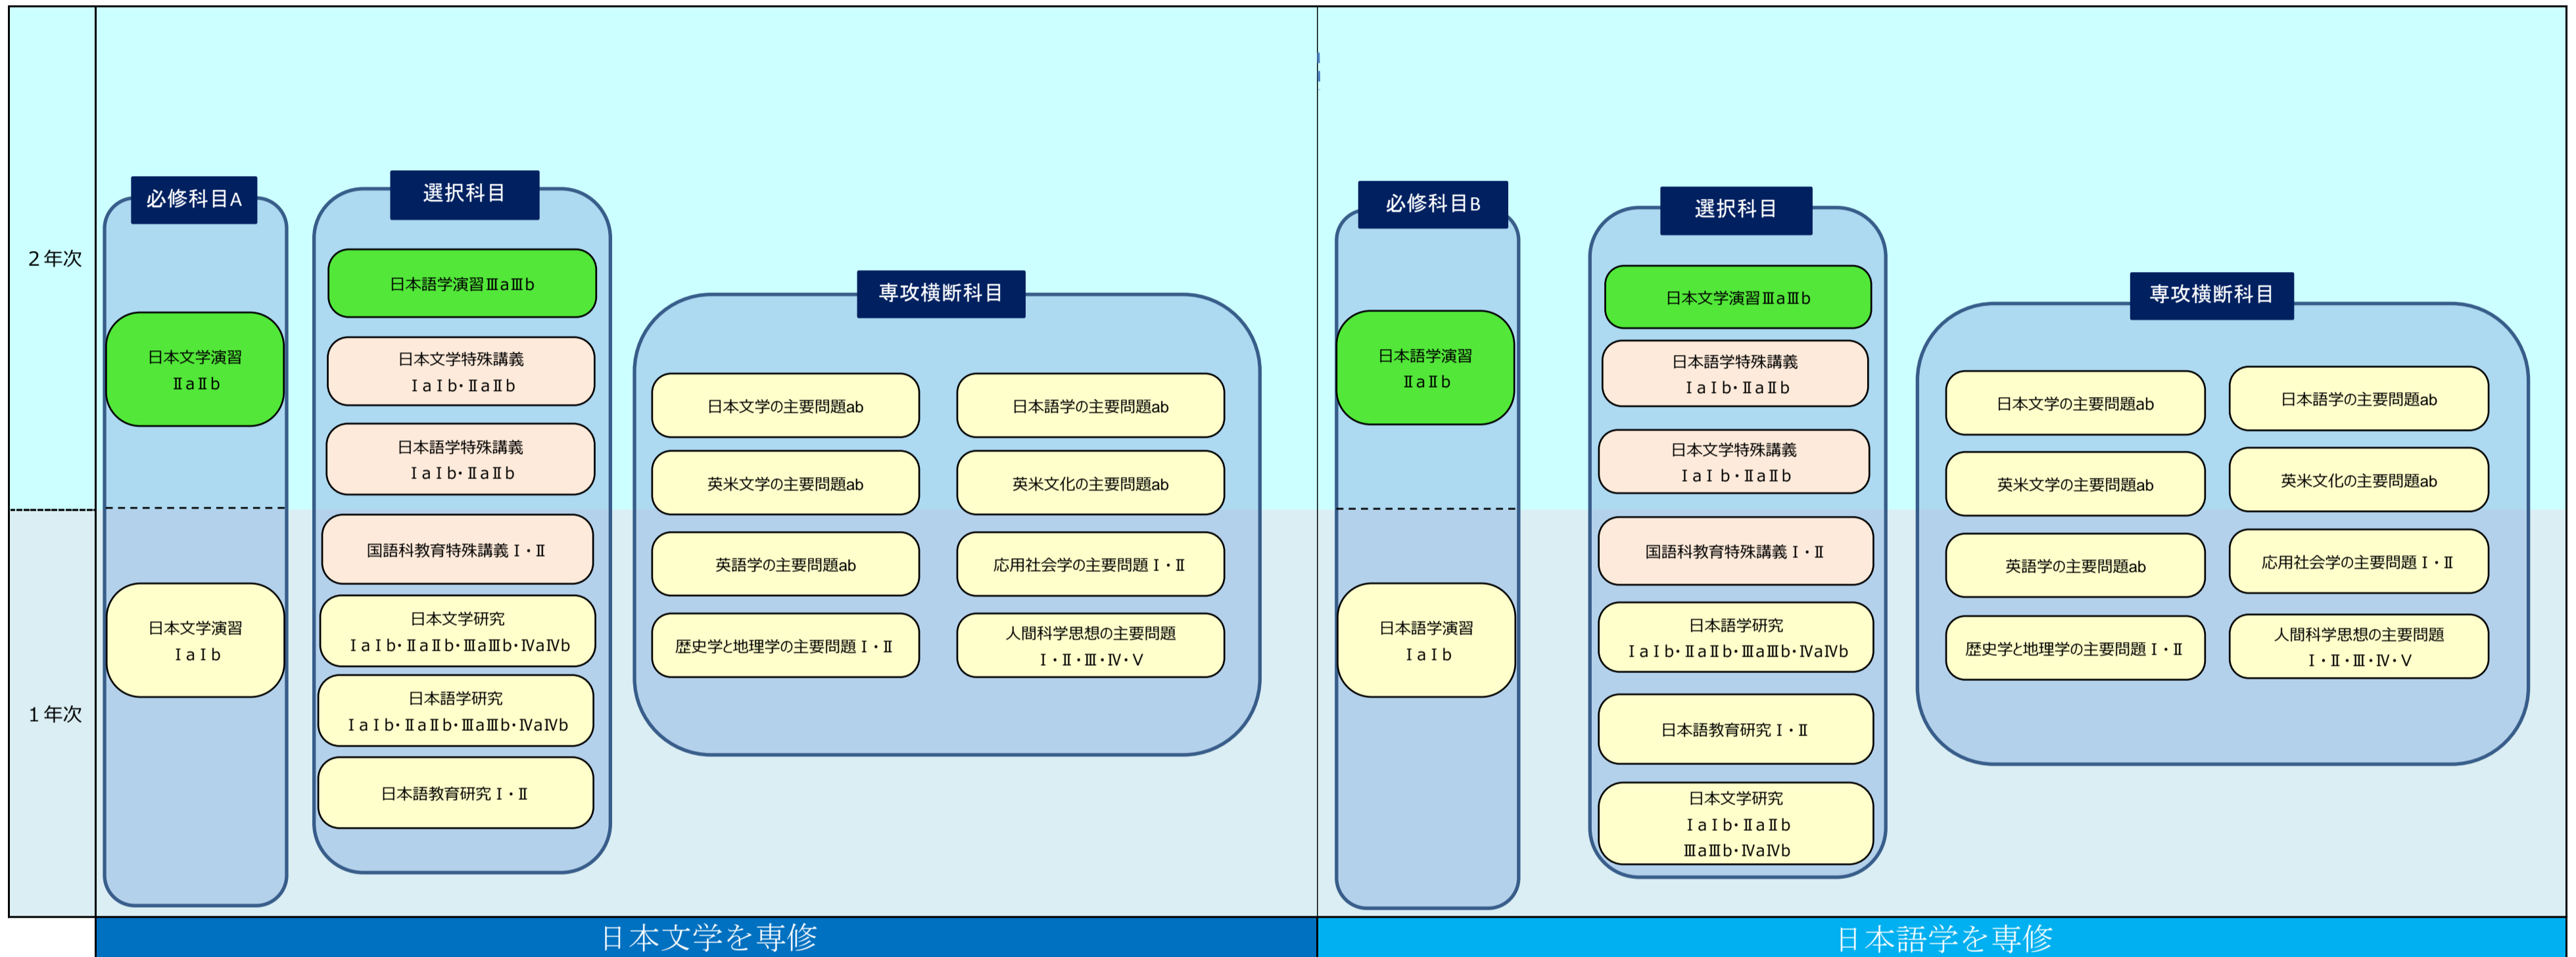 2年次
1年次
必修科目A
日本文学演習
ⅡaⅡb
日本文学演習
ⅠaⅠb
選択科目
日本語学演習ⅢaⅢb
日本文学特殊講義
ⅠaⅠb・ⅡaⅡb
日本語学特殊講義
ⅠaⅠb・ⅡaⅡb
国語科教育特殊講義Ⅰ・Ⅱ
日本文学研究
ⅠaⅠb・ⅡaⅡb・ⅢaⅢb・ⅣaⅣb
日本語学研究
ⅠaⅠb・ⅡaⅡb・ⅢaⅢb・ⅣaⅣb
日本語教育研究Ⅰ・Ⅱ
専攻横断科目
日本文学の主要問題ab
日本語学の主要問題ab
英米文学の主要問題ab
英米文化の主要問題ab
英語学の主要問題ab
応用社会学の主要問題Ⅰ・Ⅱ
歴史学と地理学の主要問題Ⅰ・Ⅱ
人間科学思想の主要問題
Ⅰ・Ⅱ・Ⅲ・Ⅳ・Ⅴ
日本文学を専修
必修科目B
日本語学演習
ⅡaⅡb
日本語学演習
ⅠaⅠb
選択科目
日本文学演習ⅢaⅢb
日本語学特殊講義
ⅠaⅠb・ⅡaⅡb
日本文学特殊講義
ⅠaⅠb・ⅡaⅡb
国語科教育特殊講義Ⅰ・Ⅱ
日本語学研究
ⅠaⅠb・ⅡaⅡb・ⅢaⅢb・ⅣaⅣb
日本語教育研究Ⅰ・Ⅱ
日本文学研究
ⅠaⅠb・ⅡaⅡb
ⅢaⅢb・ⅣaⅣb
専攻横断科目
日本文学の主要問題ab
日本語学の主要問題ab
英米文学の主要問題ab
英米文化の主要問題ab
英語学の主要問題ab
応用社会学の主要問題Ⅰ・Ⅱ
歴史学と地理学の主要問題Ⅰ・Ⅱ
人間科学思想の主要問題
Ⅰ・Ⅱ・Ⅲ・Ⅳ・Ⅴ
日本語学を専修